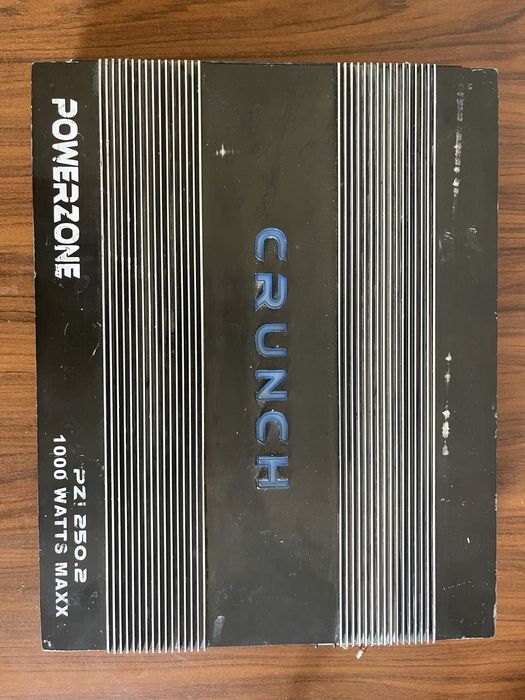 CRUNCH
POWERZONE
PZi 250.2
1000 WATTS MAXX